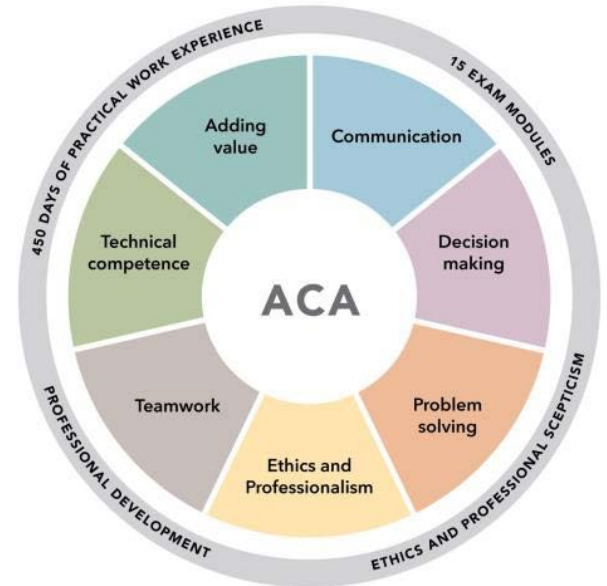 450 DAYS OF PRACTICAL WORK EXPERIENCE
15 EXAM MODULES
Adding
value
Communication
Technical
competence
Decision
making
ACA
Teamwork
Problem
solving
Ethics and
Professionalism
PROFESSIONAL DEVELOPMENT
ETHICS AND PROFESSIONAL SCEPTICISM